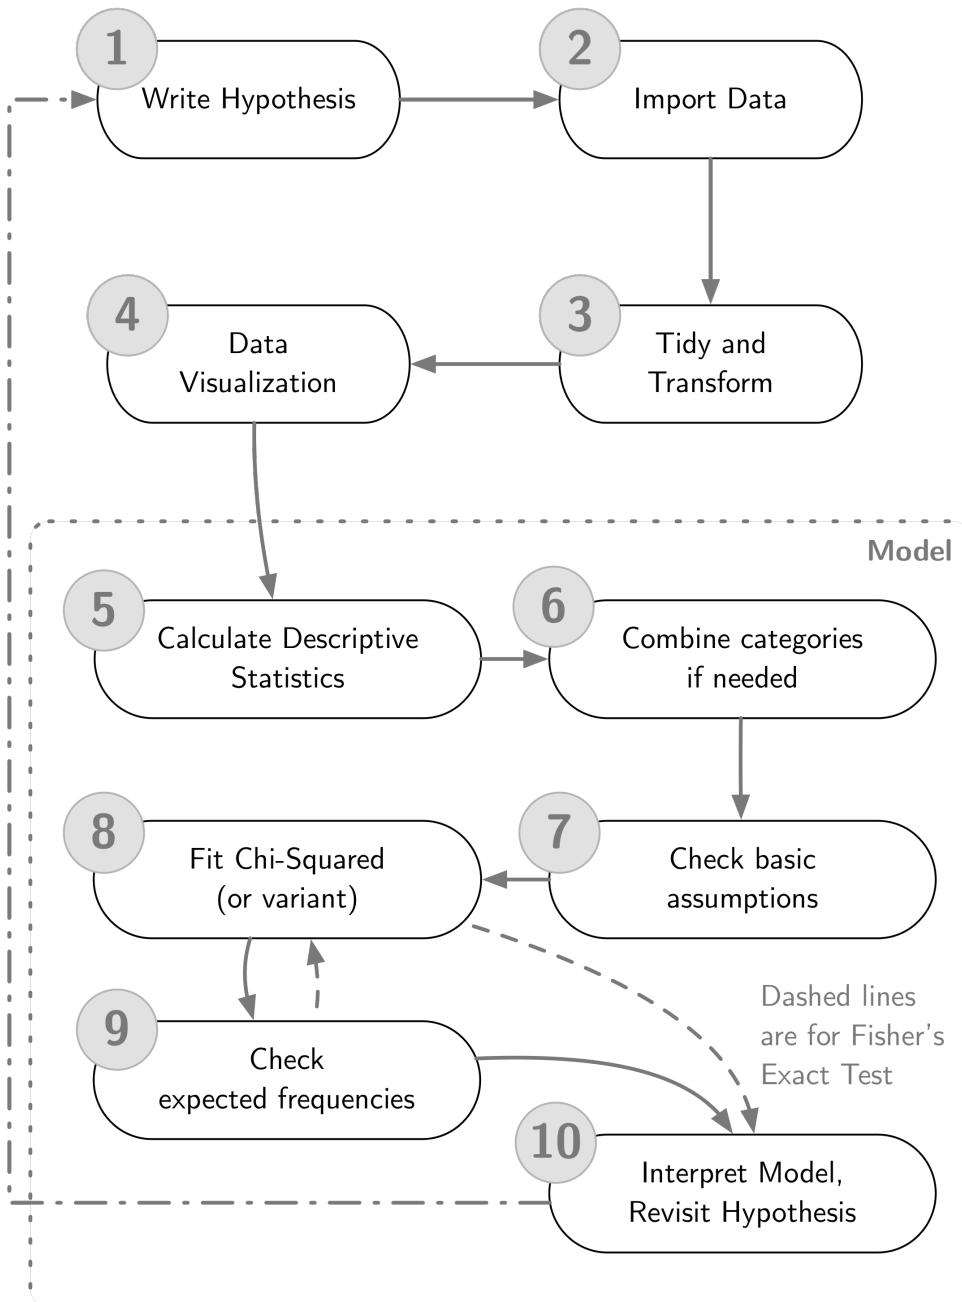 1
Write Hypothesis
2
Import Data
3
Tidy and
Transform
4
Data
Visualization
Model
5
Calculate Descriptive
Statistics
6
Combine categories
if needed
7
Check basic
assumptions
8
Fit Chi-Squared
(or variant)
9
Check
expected frequencies
Dashed lines
are for Fisher's
Exact Test
10
Interpret Model,
Revisit Hypothesis